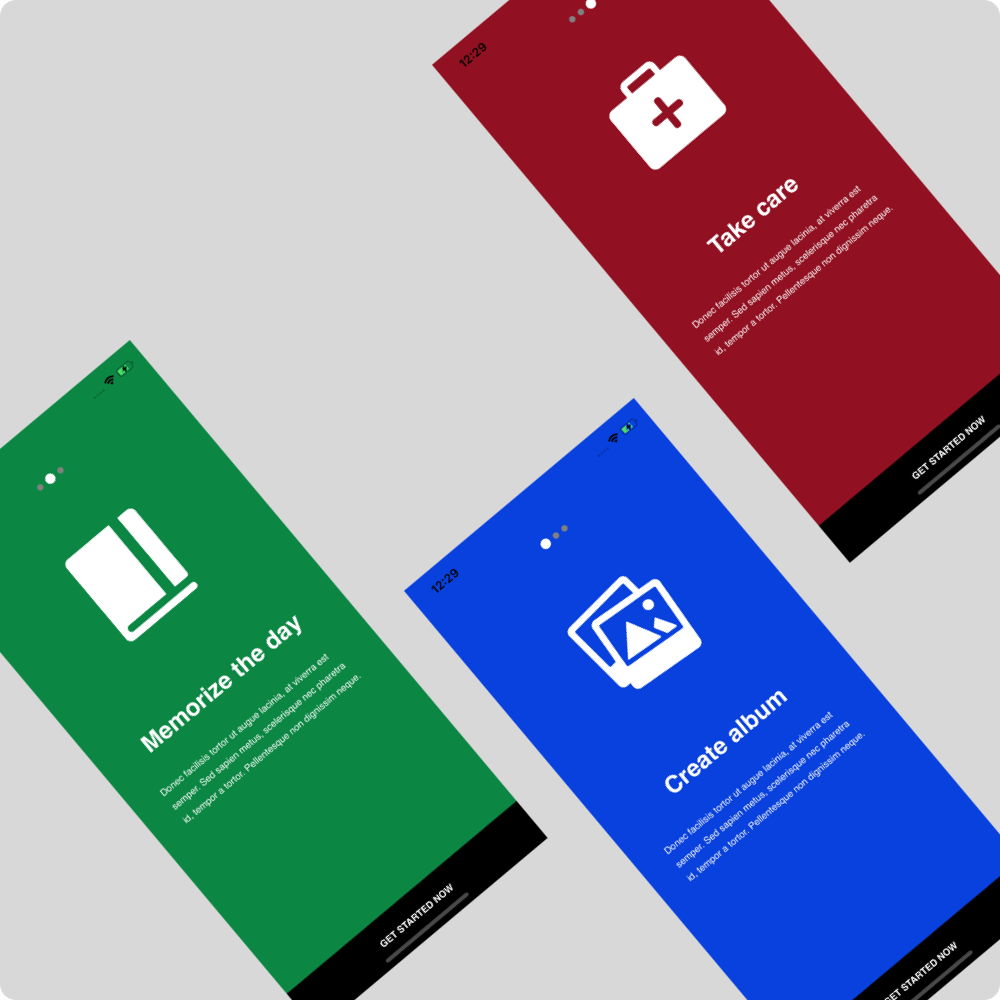 12:29
Take care
Donec facilisis tortor ut augue lacinia, at viverra est
semper. Sed sapien metus, scelerisque nec pharetra
id, tempor a tortor. Pellentesque non dignissim neque.
GET STARTED NOW
Memorize the day
Donec facilisis tortor ut augue lacinia, at viverra est
semper. Sed sapien metus, scelerisque nec pharetra
id, tempor a tortor. Pellentesque non dignissim neque.
GET STARTED NOW
12:29
Create album
Donec facilisis tortor ut augue lacinia, at viverra est
semper. Sed sapien metus, scelerisque nec pharetra
id, tempor a tortor. Pellentesque non dignissim neque.
GET STARTED NOW